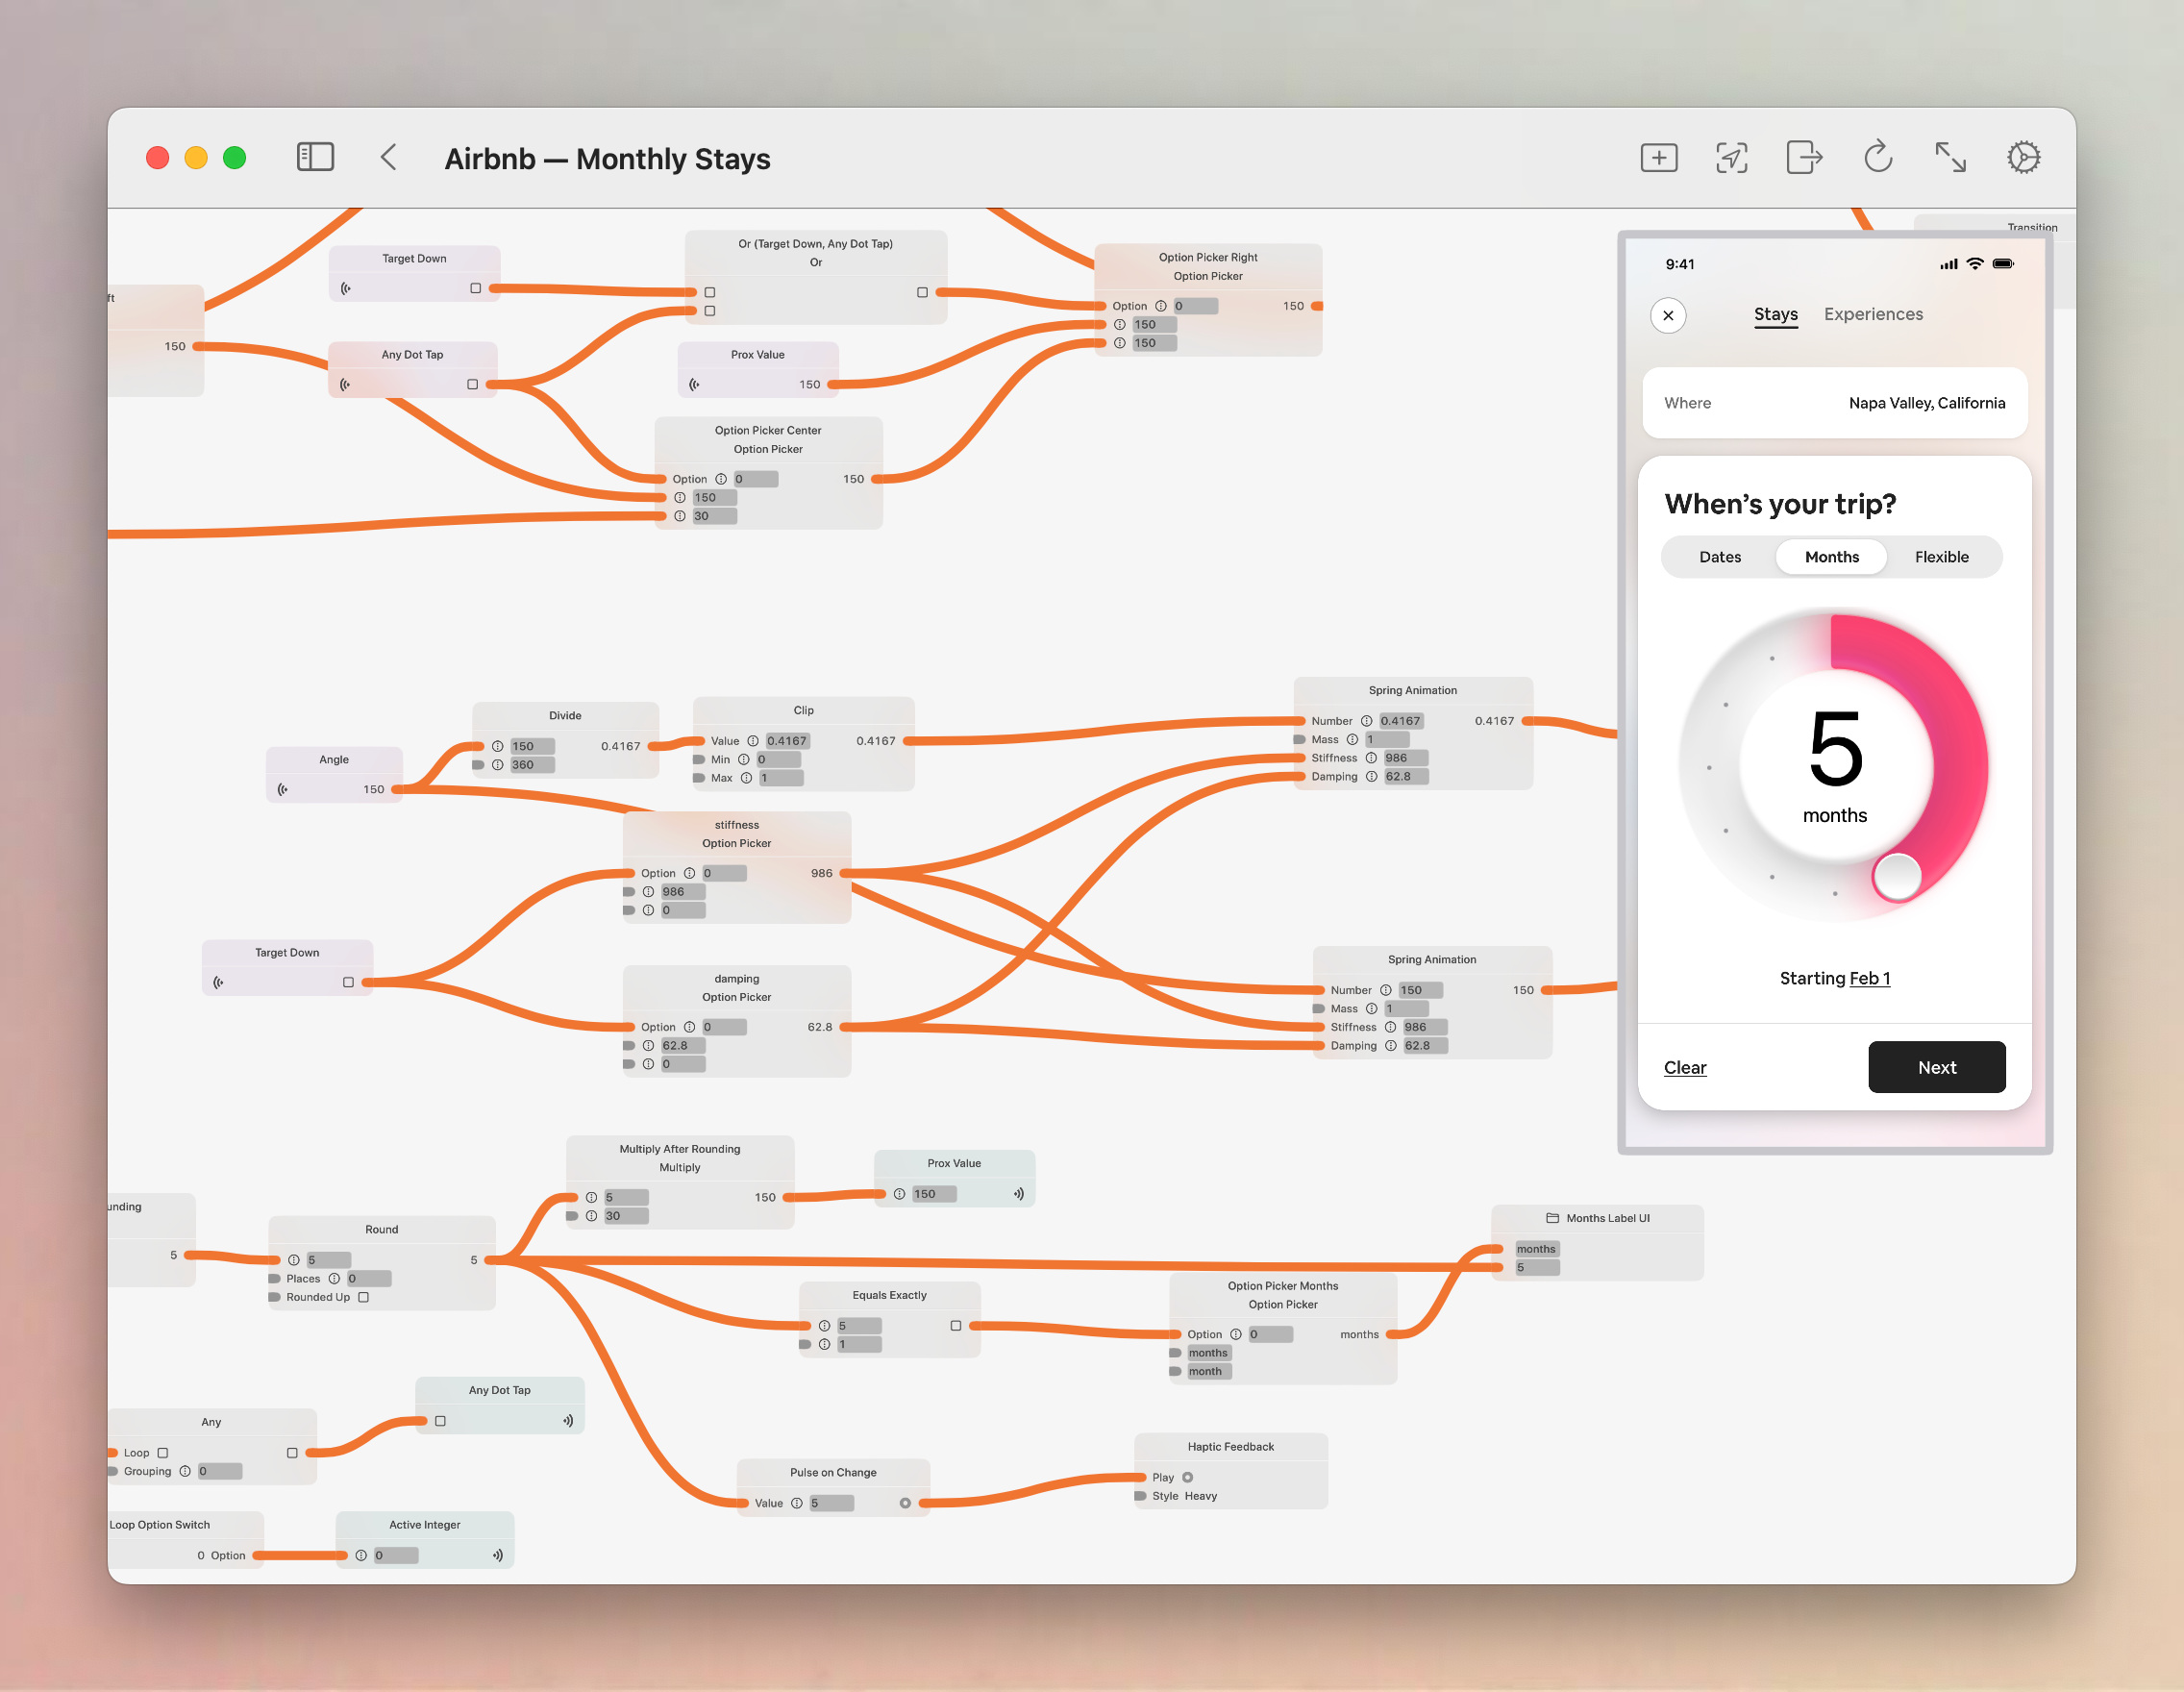 Airbnb — Monthly Stays
Transition
ft
150
Target Down
Or (Target Down, Any Dot Tap)
Or
Option Picker Right
Option Picker
Option 0 150
150
150
Any Dot Tap
Prox Value
150
Option Picker Center
Option Picker
Option 0 150
150
30
Angle
150
Divide
150 0.4167
360
Clip
Value 0.4167 0.4167
Min 0
Max 1
Spring Animation
Number 0.4167 0.4167
Mass 1
Stiffness 986
Damping 62.8
stiffness
Option Picker
Option 0 986
986
0
Target Down
damping
Option Picker
Option 0 62.8
62.8
0
Spring Animation
Number 150 150
Mass 1
Stiffness 986
Damping 62.8
Multiply After Rounding
Multiply
5 150
30
Prox Value
150
unding
5
Round
5 5
Places 0
Rounded Up
Months Label UI
months
5
Equals Exactly
5
1
Option Picker Months
Option Picker
Option 0 months
months
month
Any Dot Tap
Any
Loop
Grouping 0
Pulse on Change
Value 5
Haptic Feedback
Play
Style Heavy
Loop Option Switch
0 Option
Active Integer
0
9:41
Stays Experiences
Where Napa Valley, California
When’s your trip?
Dates Months Flexible
5
months
Starting Feb 1
Clear Next